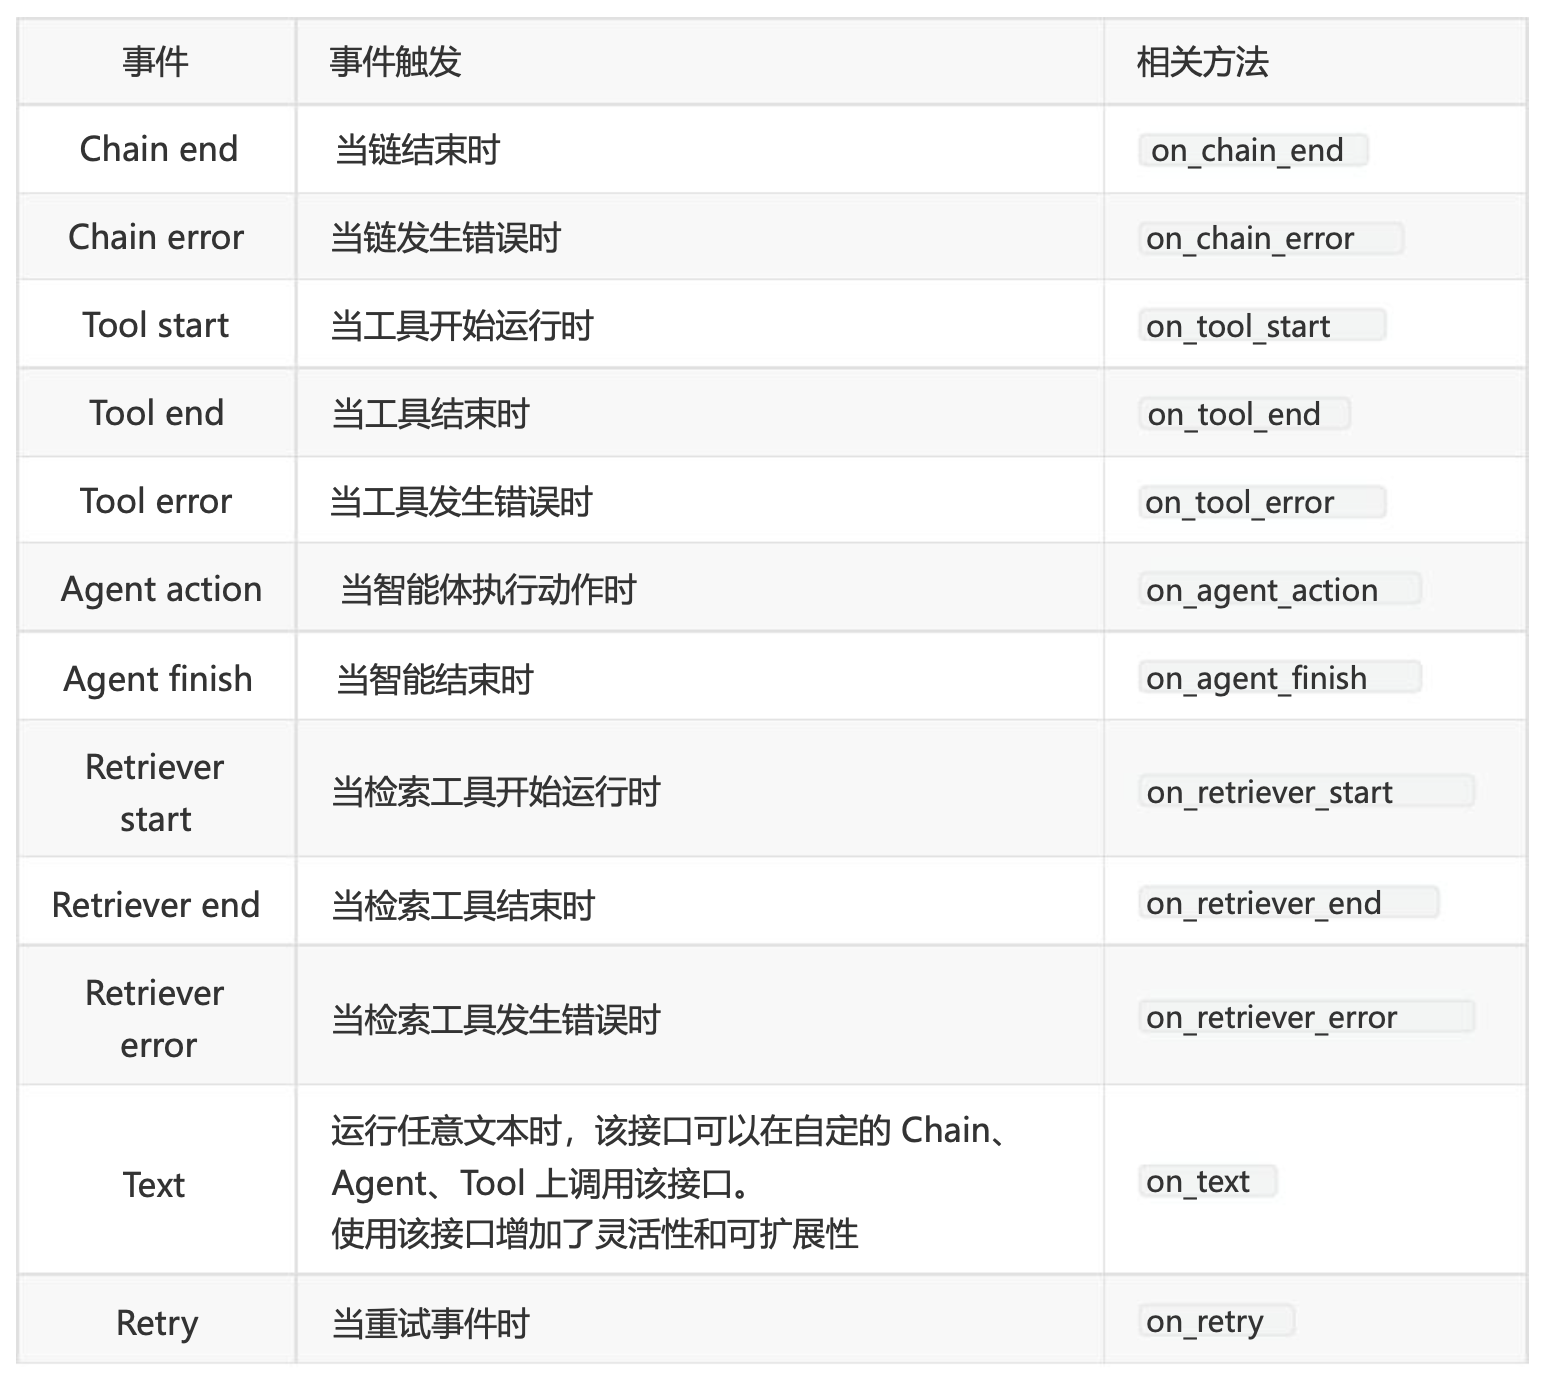 事件 事件触发 相关方法
Chain end 当链结束时 on_chain_end
Chain error 当链发生错误时 on_chain_error
Tool start 当工具开始运行时 on_tool_start
Tool end 当工具结束时 on_tool_end
Tool error 当工具发生错误时 on_tool_error
Agent action 当智能体执行动作时 on_agent_action
Agent finish 当智能结束时 on_agent_finish
Retriever
start
当检索工具开始运行时 on_retriever_start
Retriever end 当检索工具结束时 on_retriever_end
Retriever
error
当检索工具发生错误时 on_retriever_error
Text
运行任意文本时，该接口可以在自定的 Chain、
Agent、Tool 上调用该接口。
使用该接口增加了灵活性和可扩展性
on_text
Retry 当重试事件时 on_retry